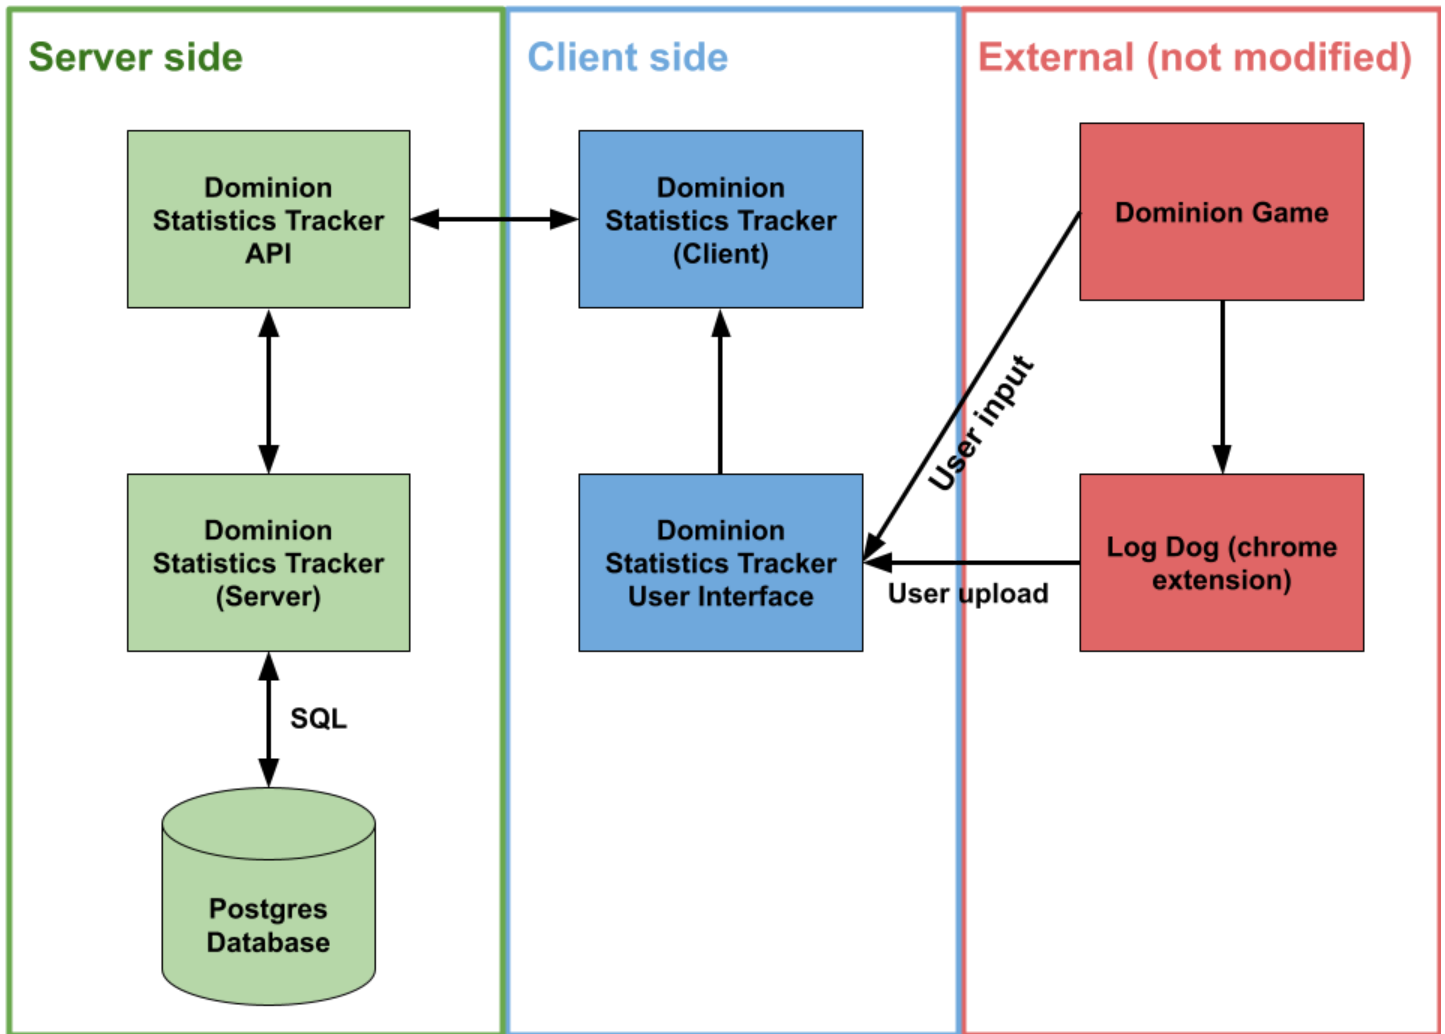 Server side
Client side
External (not modified)
Dominion
Statistics Tracker
API
Dominion
Statistics Tracker
(Client)
Dominion Game
User input
Dominion
Statistics Tracker
(Server)
Dominion
Statistics Tracker
User Interface
User upload
Log Dog (chrome
extension)
SQL
Postgres
Database